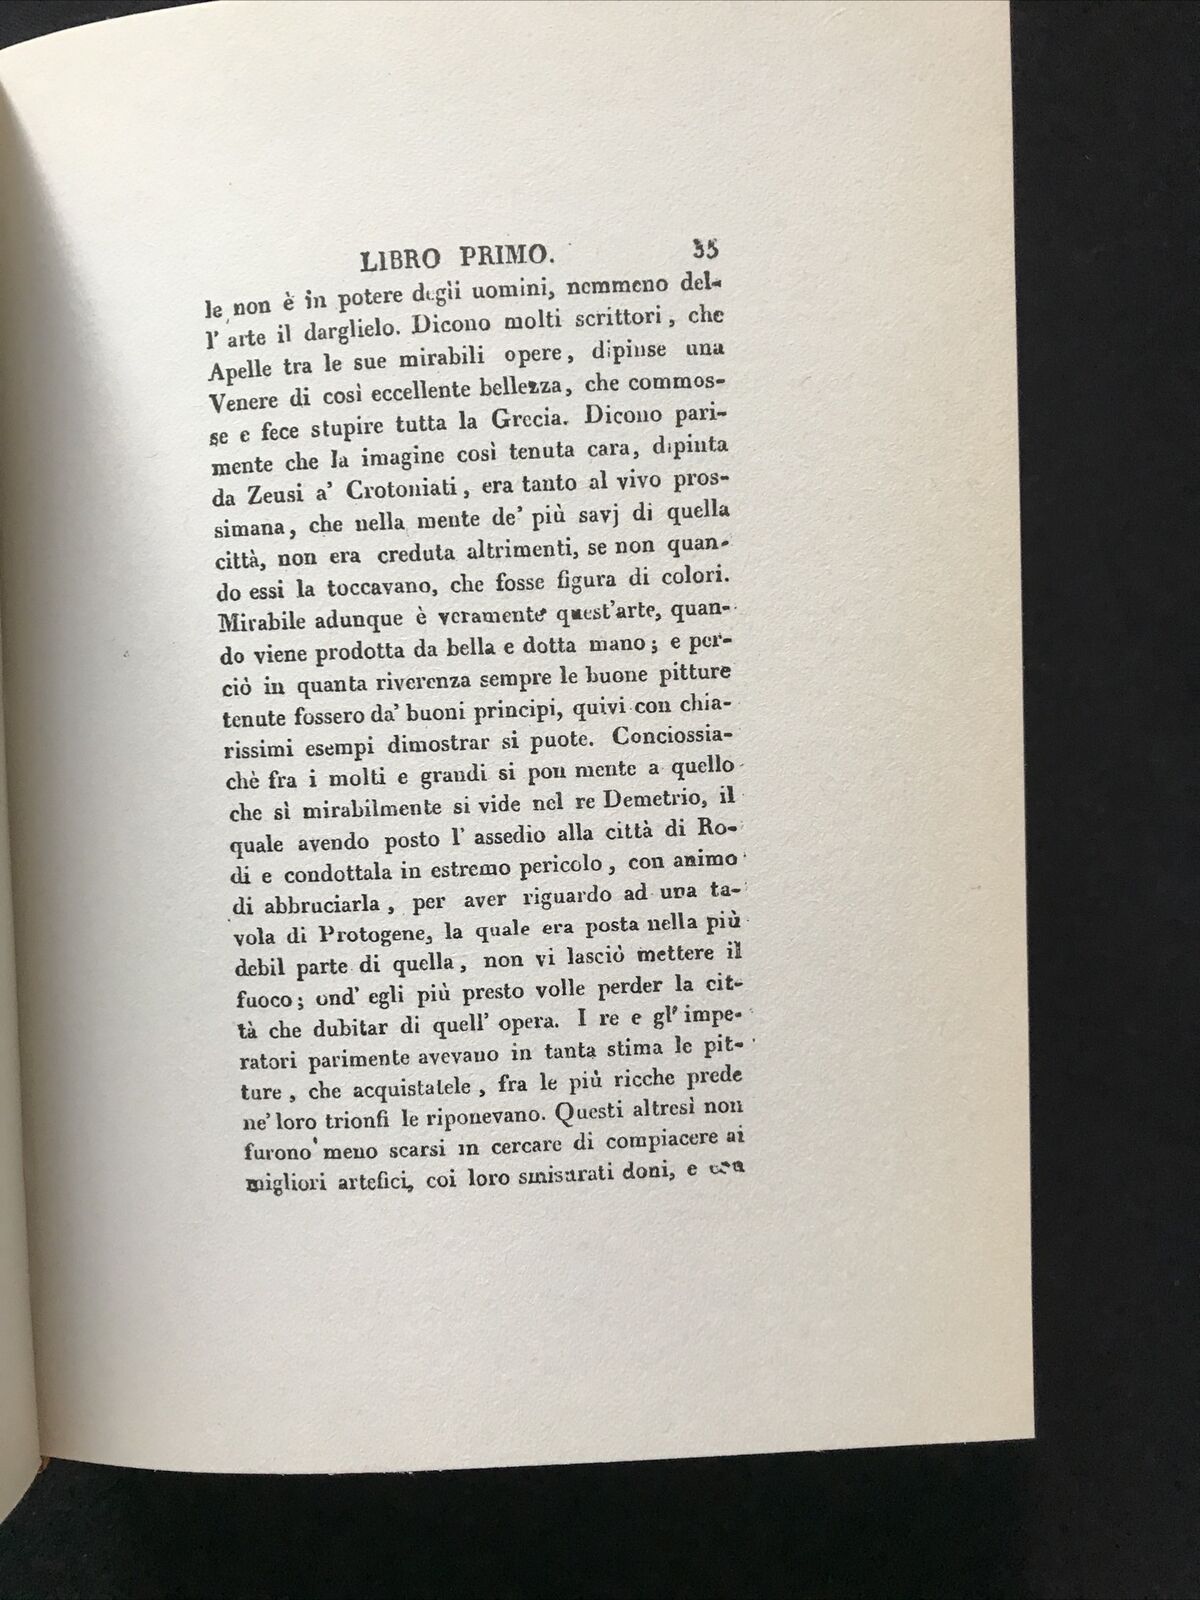 LIBRO PRIMO. 35
le non è in potere degli uomini, nemmeno del-
l' arte il darglielo. Dicono molti scrittori, che
Apelle tra le sue mirabili opere, dipinse una
Venere di così eccellente bellezza, che commos-
se e fece stupire tutta la Grecia. Dicono pari-
mente che la imagine così tenuta cara, dipinta
da Zeusi a' Crotoniati, era tanto al vivo pros-
simana, che nella mente de' più savj di quella
città, non era creduta altrimenti, se non quan-
do essi la toccavano, che fosse figura di colori.
Mirabile adunque è veramente quest'arte, quan-
do viene prodotta da bella e dotta mano; e per-
ciò in quanta riverenza sempre le buone pitture
tenute fossero da' buoni principi, quivi con chia-
rissimi esempi dimostrar si puote. Conciossia-
chè fra i molti e grandi si pon mente a quello
che sì mirabilmente si vide nel re Demetrio, il
quale avendo posto l' assedio alla città di Ro-
di e condottala in estremo pericolo, con animo
di abbruciarla, per aver riguardo ad una ta-
vola di Protogene, la quale era posta nella più
debil parte di quella, non vi lasciò mettere il
fuoco; ond' egli più presto volle perder la cit-
tà che dubitar di quell' opera. I re e gl' impe-
ratori parimente avevano in tanta stima le pit-
ture, che acquistatele, fra le più ricche prede
ne' loro trionfi le riponevano. Questi altresì non
furono meno scarsi in cercare di compiacere ai
migliori artefici, coi loro smisurati doni, e